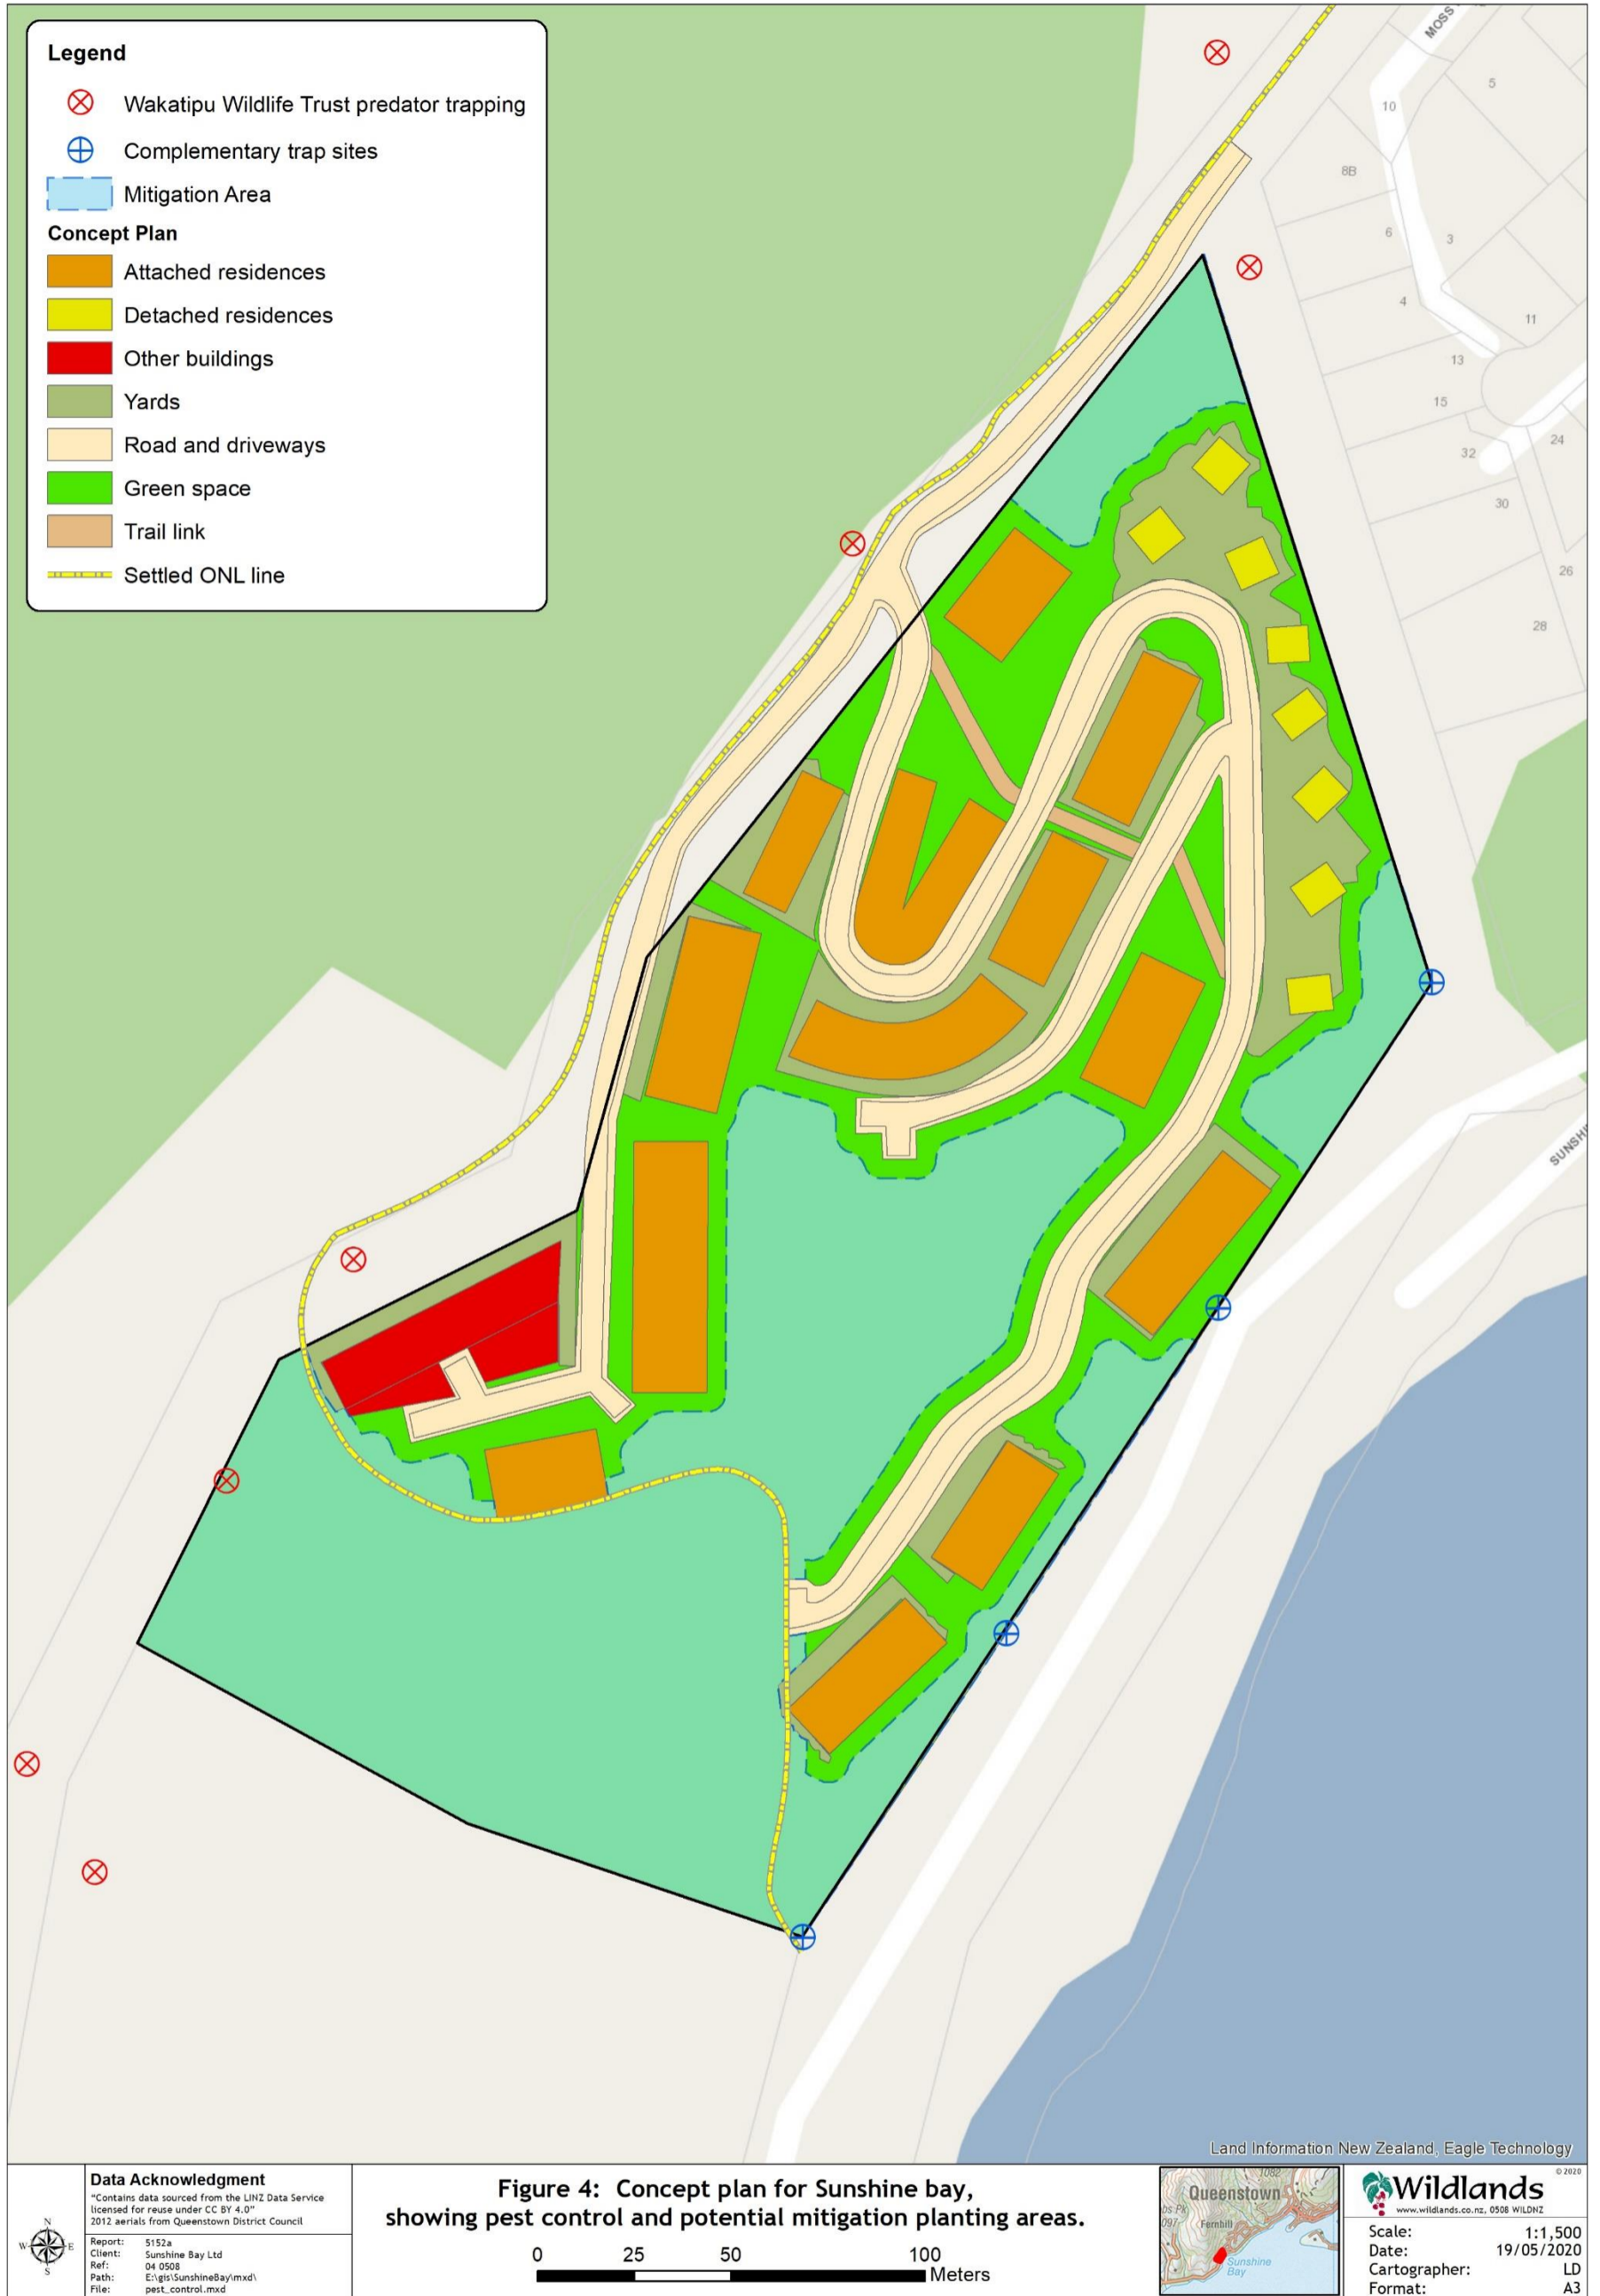 Legend
Wakatipu Wildlife Trust predator trapping
Complementary trap sites
Mitigation Area
Concept Plan
Attached residences
Detached residences
Other buildings
Yards
Road and driveways
Green space
Trail link
Settled ONL line
MOSS
5
10
8B
6
3
4
11
13
15
24
32
30
26
28
SUNSHI
Land Information New Zealand, Eagle Technology
N
W
E
S
Data Acknowledgment
"Contains data sourced from the LINZ Data Service
licensed for reuse under CC BY 4.0"
2012 aerials from Queenstown District Council
Report: 5152a
Client: Sunshine Bay Ltd
Ref: 04 0508
Path: E:\gis\SunshineBay\mxd\
File: pest_control.mxd
Figure 4: Concept plan for Sunshine bay,
showing pest control and potential mitigation planting areas.
0 25 50 100
Meters
1082
Queenstown
bs Pk
097
Fernhill
Sunshine
Bay
© 2020
Wildlands
www.wildlands.co.nz, 0508 WILDNZ
Scale: 1:1,500
Date: 19/05/2020
Cartographer: LD
Format: A3